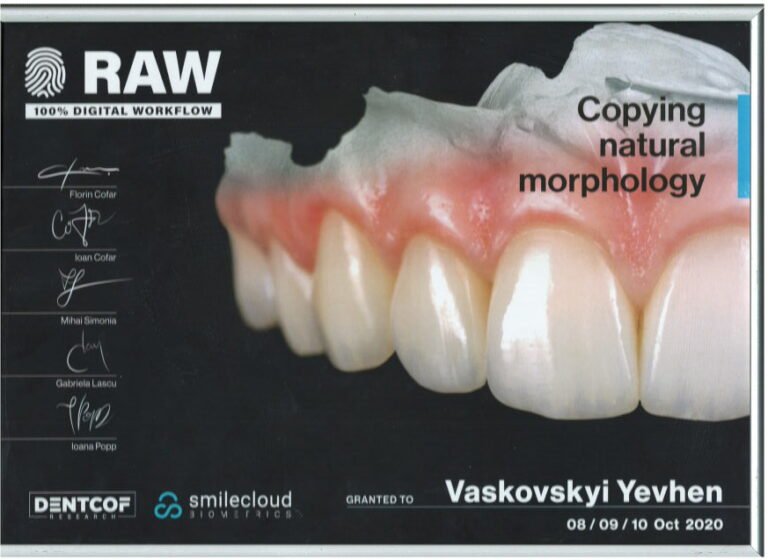 RAW
100% DIGITAL WORKFLOW
Copying
natural
morphology
Florin Cofar
Ioan Cofar
Mihai Simonia
Gabriela Lascu
Ioana Popp
DENTCOF
RESEARCH
smilecloud
BIOMETRICS
GRANTED TO
Vaskovskyi Yevhen
08 / 09 / 10 Oct 2020